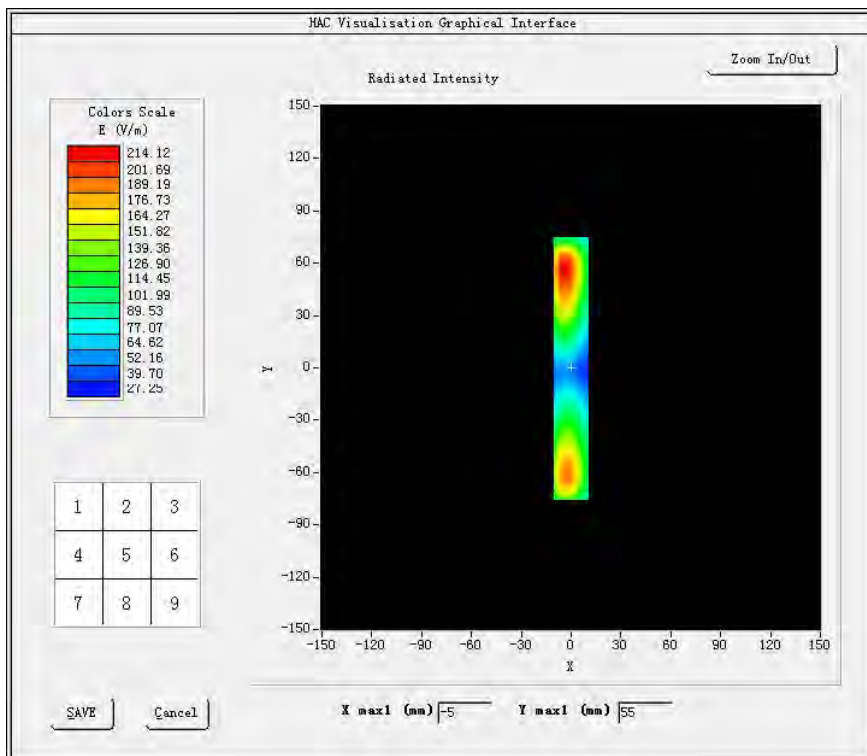 HAC Visualisation Graphical Interface
Zoom In/Out
Radiated Intensity
Colors Scale
E (V/m)
214.12
201.69
189.19
176.73
164.27
151.82
139.36
126.90
114.45
101.99
89.53
77.07
64.62
52.16
39.70
27.25
150
120
90
60
30
0
-30
-60
-90
-120
-150
Y
-150 -120 -90 -60 -30 0 30 60 90 120 150
X
1 2 3
4 5 6
7 8 9
SAVE Cancel
X max1 (mm) -5 Y max1 (mm) 55